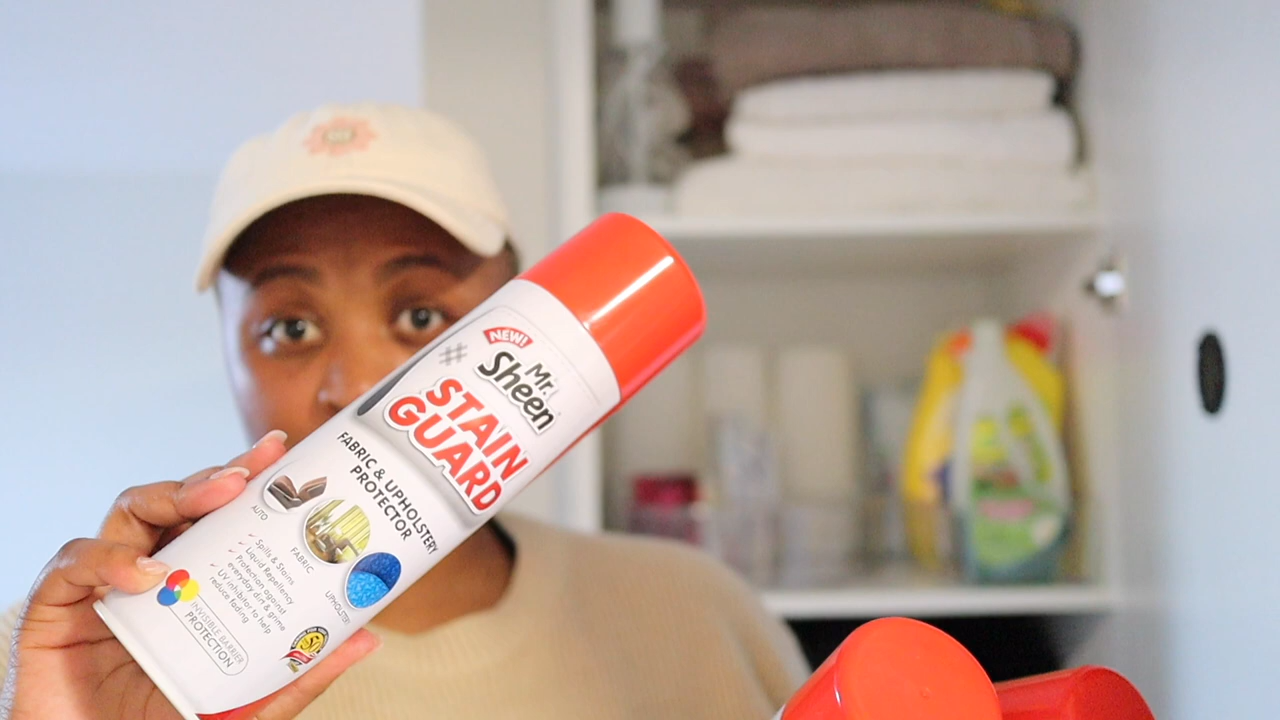 NEW!
#
Mr.
Sheen
STAIN
GUARD
FABRIC & UPHOLSTERY
PROTECTOR
AUTO
FABRIC
UPHOLSTERY
Spills & Stains
Liquid Repellency
Protection against
everyday dirt & grime
UV inhibitor to help
reduce fading
INVISIBLE BARRIER
PROTECTION
50